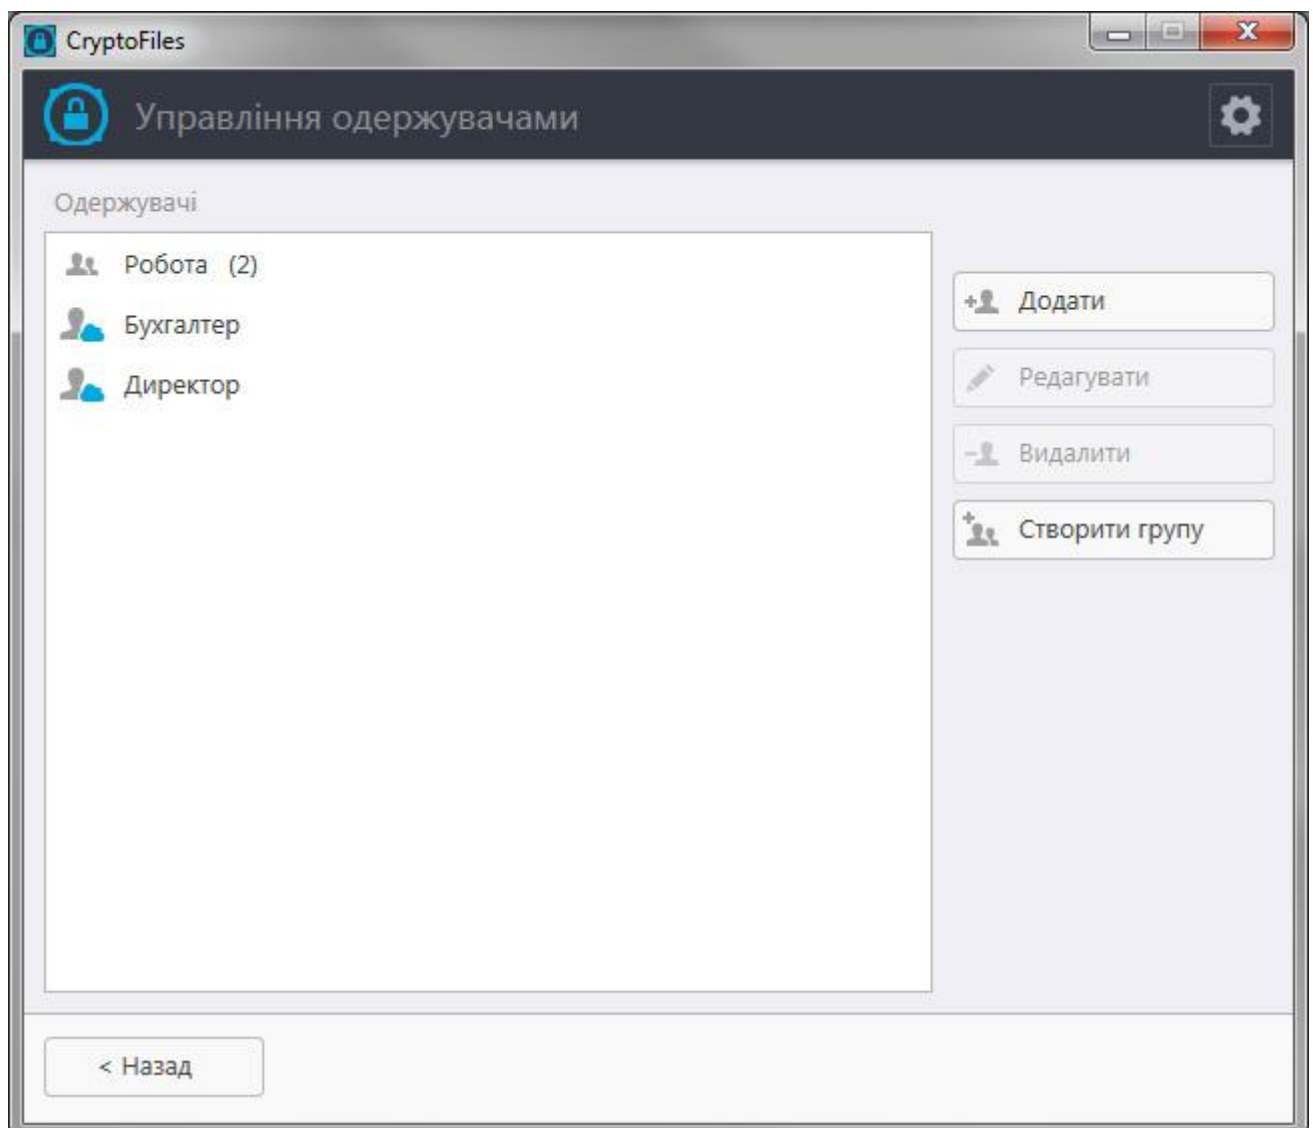 CryptoFiles
Управління одержувачами
Одержувачі
Робота (2)
Бухгалтер
Директор
Додати
Редагувати
Видалити
Створити групу
< Назад